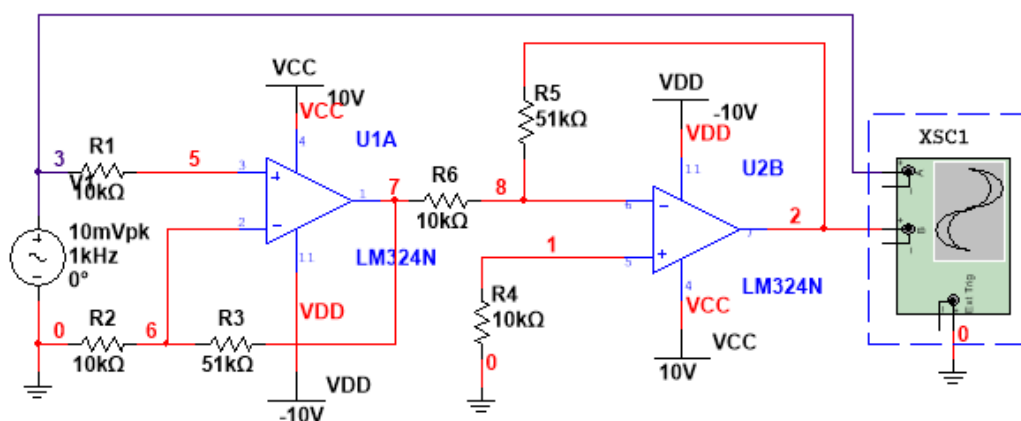 VCC
10V
VCC
4
U1A
R5
51kΩ
VDD
-10V
VDD
11
U2B
XSC1
3
R1
V1
10kΩ
5
3
2
1
7
R6
10kΩ
8
6
5
7
2
A
B
Ext Trig
10mVpk
1kHz
0°
11
LM324N
VDD
1
R4
10kΩ
0
4
VCC
LM324N
VCC
10V
0
0
R2
10kΩ
6
R3
51kΩ
VDD
-10V